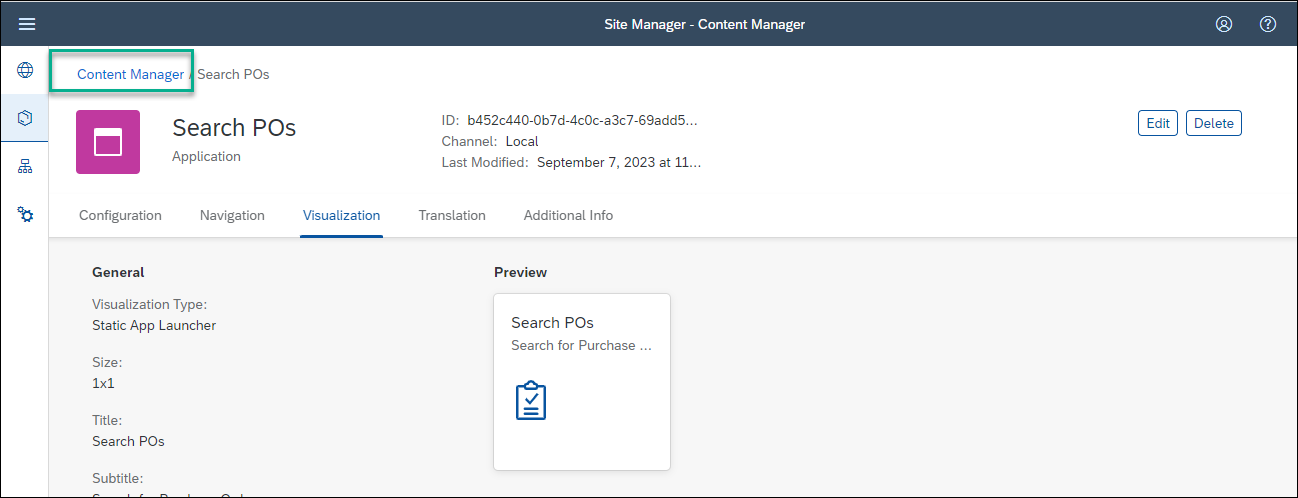 Site Manager - Content Manager
Content Manager / Search POs
Search POs
Application
ID: b452c440-0b7d-4c0c-a3c7-69add5...
Channel: Local
Last Modified: September 7, 2023 at 11...
Edit Delete
Configuration Navigation Visualization Translation Additional Info
General
Visualization Type:
Static App Launcher
Size:
1x1
Title:
Search POs
Subtitle:
Preview
Search POs
Search for Purchase ...